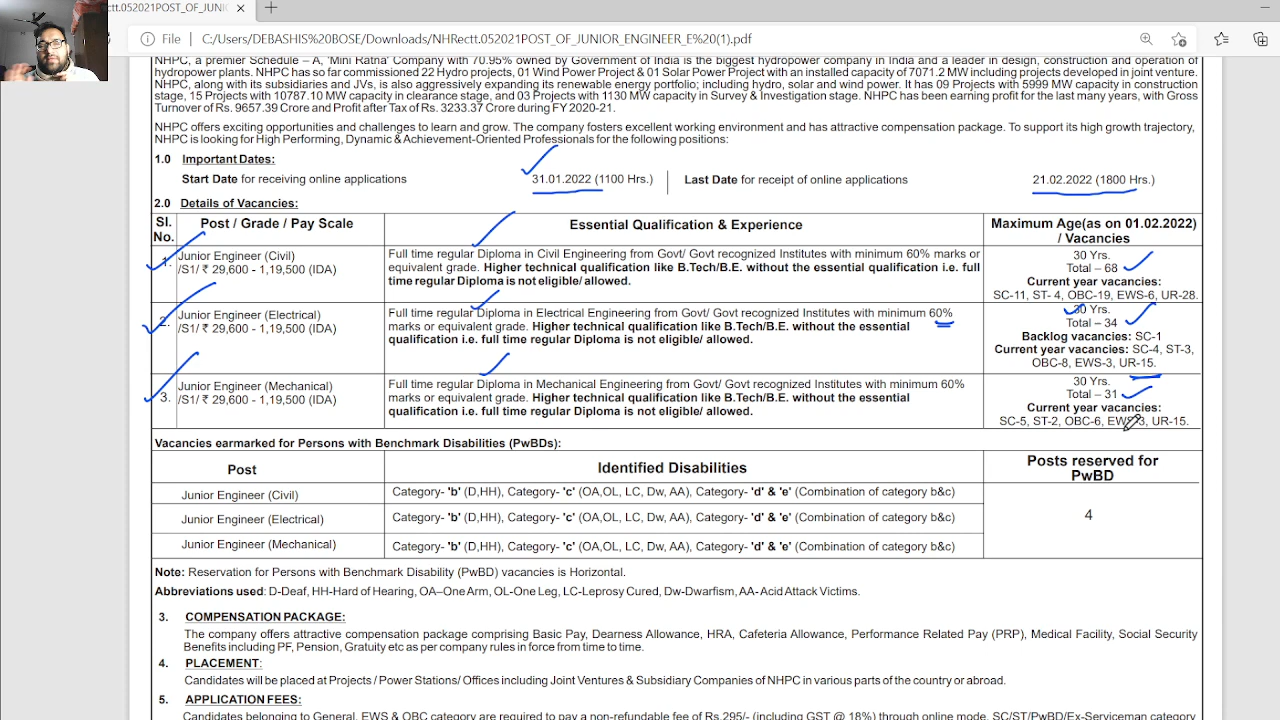 ctt.052021POST_OF_JUNI
File
C:/Users/DEBASHIS%20BOSE/Downloads/NHRectt.052021POST_OF_JUNIOR_ENGINEER_E%20(1).pdf
NHPC, a premier Schedule – A, 'Mini Ratna' Company with 70.95% owned by Government of India is the biggest hydropower company in India and a leader in design, construction and operation of
hydropower plants. NHPC has so far commissioned 22 Hydro projects, 01 Wind Power Project & 01 Solar Power Project with an installed capacity of 7071.2 MW including projects developed in joint venture.
NHPC, along with its subsidiaries and JVs, is also aggressively expanding its renewable energy portfolio; including hydro, solar and wind power. It has 09 Projects with 5999 MW capacity in construction
stage, 15 Projects with 10787.10 MW capacity in clearance stage, and 03 Projects with 1130 MW capacity in Survey & Investigation stage. NHPC has been earning profit for the last many years, with Gross
Turnover of Rs. 9657.39 Crore and Profit after Tax of Rs. 3233.37 Crore during FY 2020-21.
NHPC offers exciting opportunities and challenges to learn and grow. The company fosters excellent working environment and has attractive compensation package. To support its high growth trajectory,
NHPC is looking for High Performing, Dynamic & Achievement-Oriented Professionals for the following positions:
1.0 Important Dates:
Start Date for receiving online applications 31.01.2022 (1100 Hrs.) Last Date for receipt of online applications 21.02.2022 (1800 Hrs.)
2.0 Details of Vacancies:
Sl. No. Post / Grade / Pay Scale Essential Qualification & Experience Maximum Age(as on 01.02.2022) / Vacancies
1. Junior Engineer (Civil)
/S1/ ₹ 29,600 - 1,19,500 (IDA)
Full time regular Diploma in Civil Engineering from Govt/ Govt recognized Institutes with minimum 60% marks or
equivalent grade. Higher technical qualification like B.Tech/B.E. without the essential qualification i.e. full
time regular Diploma is not eligible/ allowed.
30 Yrs.
Total – 68
Current year vacancies:
SC-11, ST- 4, OBC-19, EWS-6, UR-28.
2. Junior Engineer (Electrical)
/S1/ ₹ 29,600 - 1,19,500 (IDA)
Full time regular Diploma in Electrical Engineering from Govt/ Govt recognized Institutes with minimum 60%
marks or equivalent grade. Higher technical qualification like B.Tech/B.E. without the essential
qualification i.e. full time regular Diploma is not eligible/ allowed.
30 Yrs.
Total – 34
Backlog vacancies: SC-1
Current year vacancies: SC-4, ST-3,
OBC-8, EWS-3, UR-15.
3. Junior Engineer (Mechanical)
/S1/ ₹ 29,600 - 1,19,500 (IDA)
Full time regular Diploma in Mechanical Engineering from Govt/ Govt recognized Institutes with minimum 60%
marks or equivalent grade. Higher technical qualification like B.Tech/B.E. without the essential
qualification i.e. full time regular Diploma is not eligible/ allowed.
30 Yrs.
Total – 31
Current year vacancies:
SC-5, ST-2, OBC-6, EWS-3, UR-15.
Vacancies earmarked for Persons with Benchmark Disabilities (PwBDs):
Post Identified Disabilities Posts reserved for PwBD
Junior Engineer (Civil) Category- 'b' (D,HH), Category- 'c' (OA,OL, LC, Dw, AA), Category- 'd' & 'e' (Combination of category b&c)
Junior Engineer (Electrical) Category- 'b' (D,HH), Category- 'c' (OA,OL, LC, Dw, AA), Category- 'd' & 'e' (Combination of category b&c) 4
Junior Engineer (Mechanical) Category- 'b' (D,HH), Category- 'c' (OA,OL, LC, Dw, AA), Category- 'd' & 'e' (Combination of category b&c)
Note: Reservation for Persons with Benchmark Disability (PwBD) vacancies is Horizontal.
Abbreviations used: D-Deaf, HH-Hard of Hearing, OA–One Arm, OL-One Leg, LC-Leprosy Cured, Dw-Dwarfism, AA- Acid Attack Victims.
3. COMPENSATION PACKAGE:
The company offers attractive compensation package comprising Basic Pay, Dearness Allowance, HRA, Cafeteria Allowance, Performance Related Pay (PRP), Medical Facility, Social Security
Benefits including PF, Pension, Gratuity etc as per company rules in force from time to time.
4. PLACEMENT:
Candidates will be placed at Projects / Power Stations/ Offices including Joint Ventures & Subsidiary Companies of NHPC in various parts of the country or abroad.
5. APPLICATION FEES:
Candidates belonging to General, EWS & OBC category are required to pay a non-refundable fee of Rs.295/- (including GST @ 18%) through online mode. SC/ST/PwBD/Ex-Serviceman category